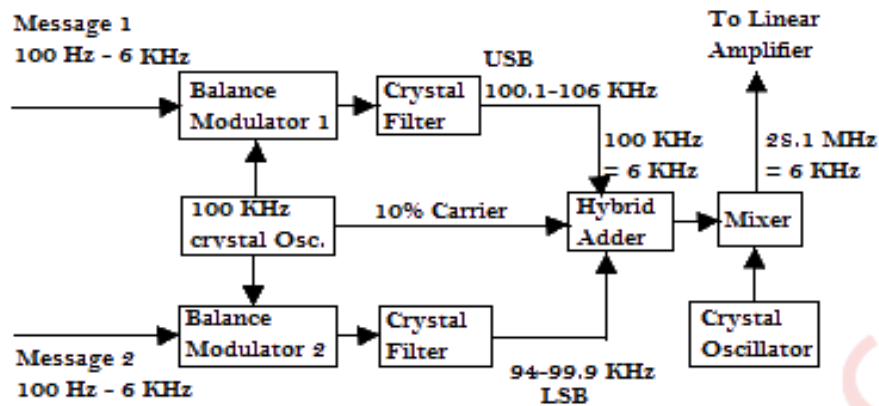 Message 1
100 Hz - 6 KHz
Balance
Modulator 1
Crystal
Filter
USB
100.1-106 KHz
To Linear
Amplifier
100 KHz
= 6 KHz
28.1 MHz
= 6 KHz
100 KHz
crystal Osc.
10% Carrier
Hybrid
Adder
Mixer
Balance
Modulator 2
Crystal
Filter
Crystal
Oscillator
Message 2
100 Hz - 6 KHz
94-99.9 KHz
LSB